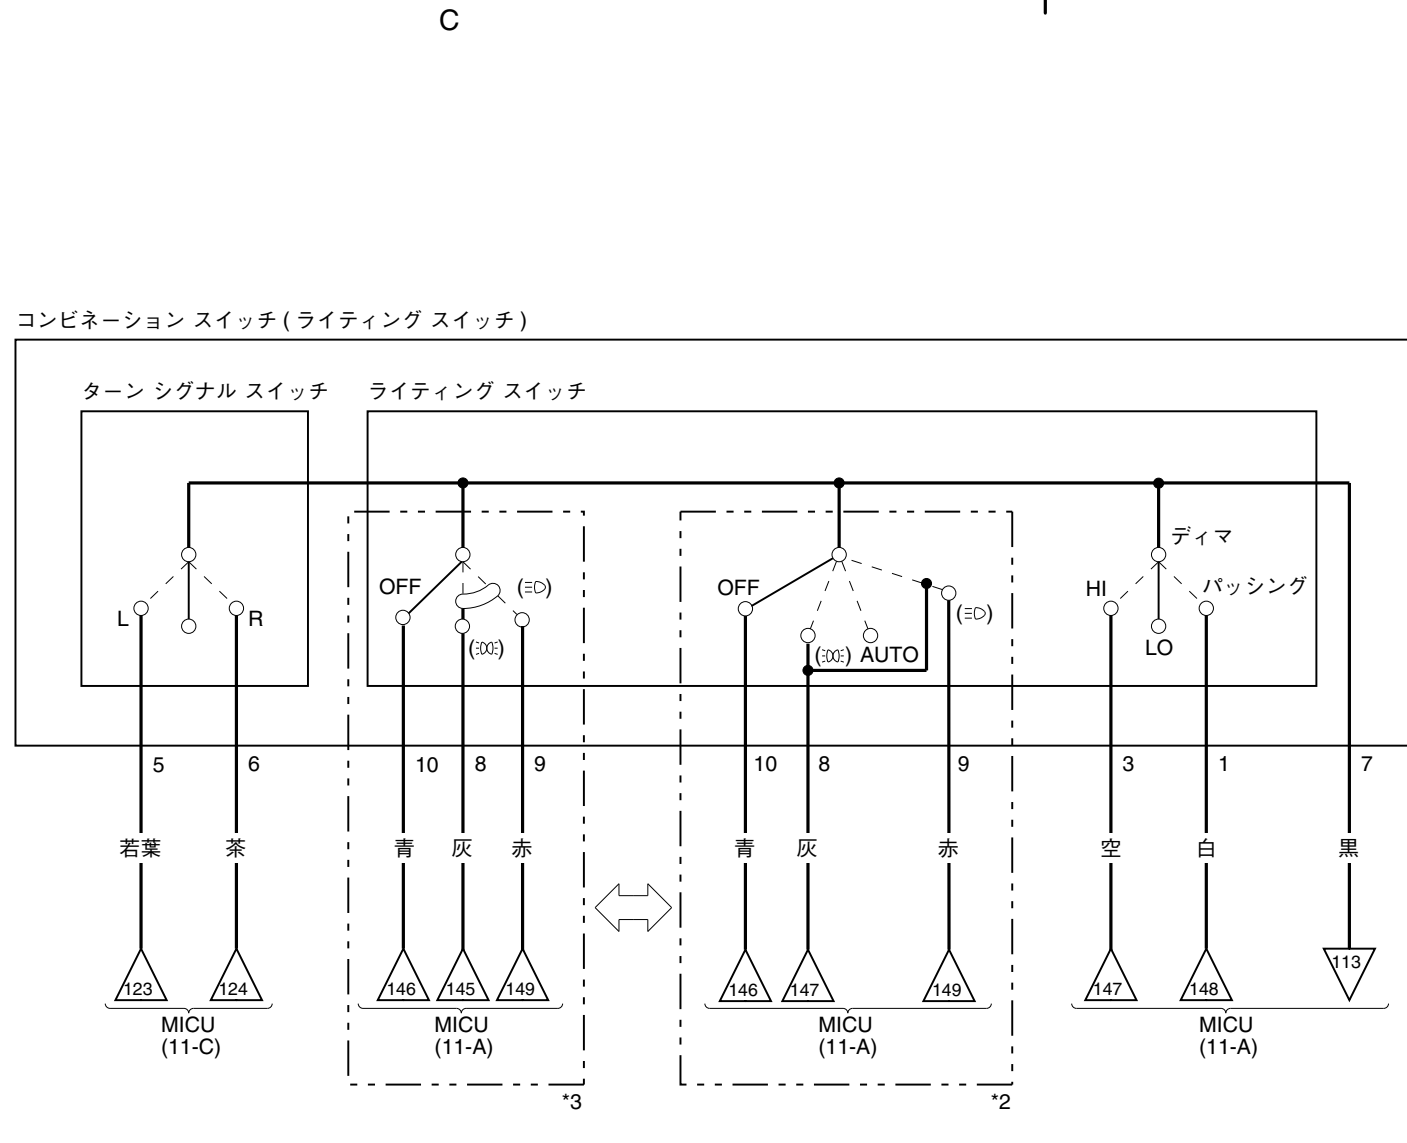 C
コンビネーション スイッチ ( ライティング スイッチ )
ターン シグナル スイッチ
ライティング スイッチ
ディマ
OFF
OFF
HI
パッシング
L
R
LO
AUTO
5
6
10
8
9
10
8
9
3
1
7
若葉
茶
青
灰
赤
青
灰
赤
空
白
黒
123
124
146
145
149
146
147
149
147
148
113
MICU
(11-C)
MICU
(11-A)
MICU
(11-A)
MICU
(11-A)
*3
*2